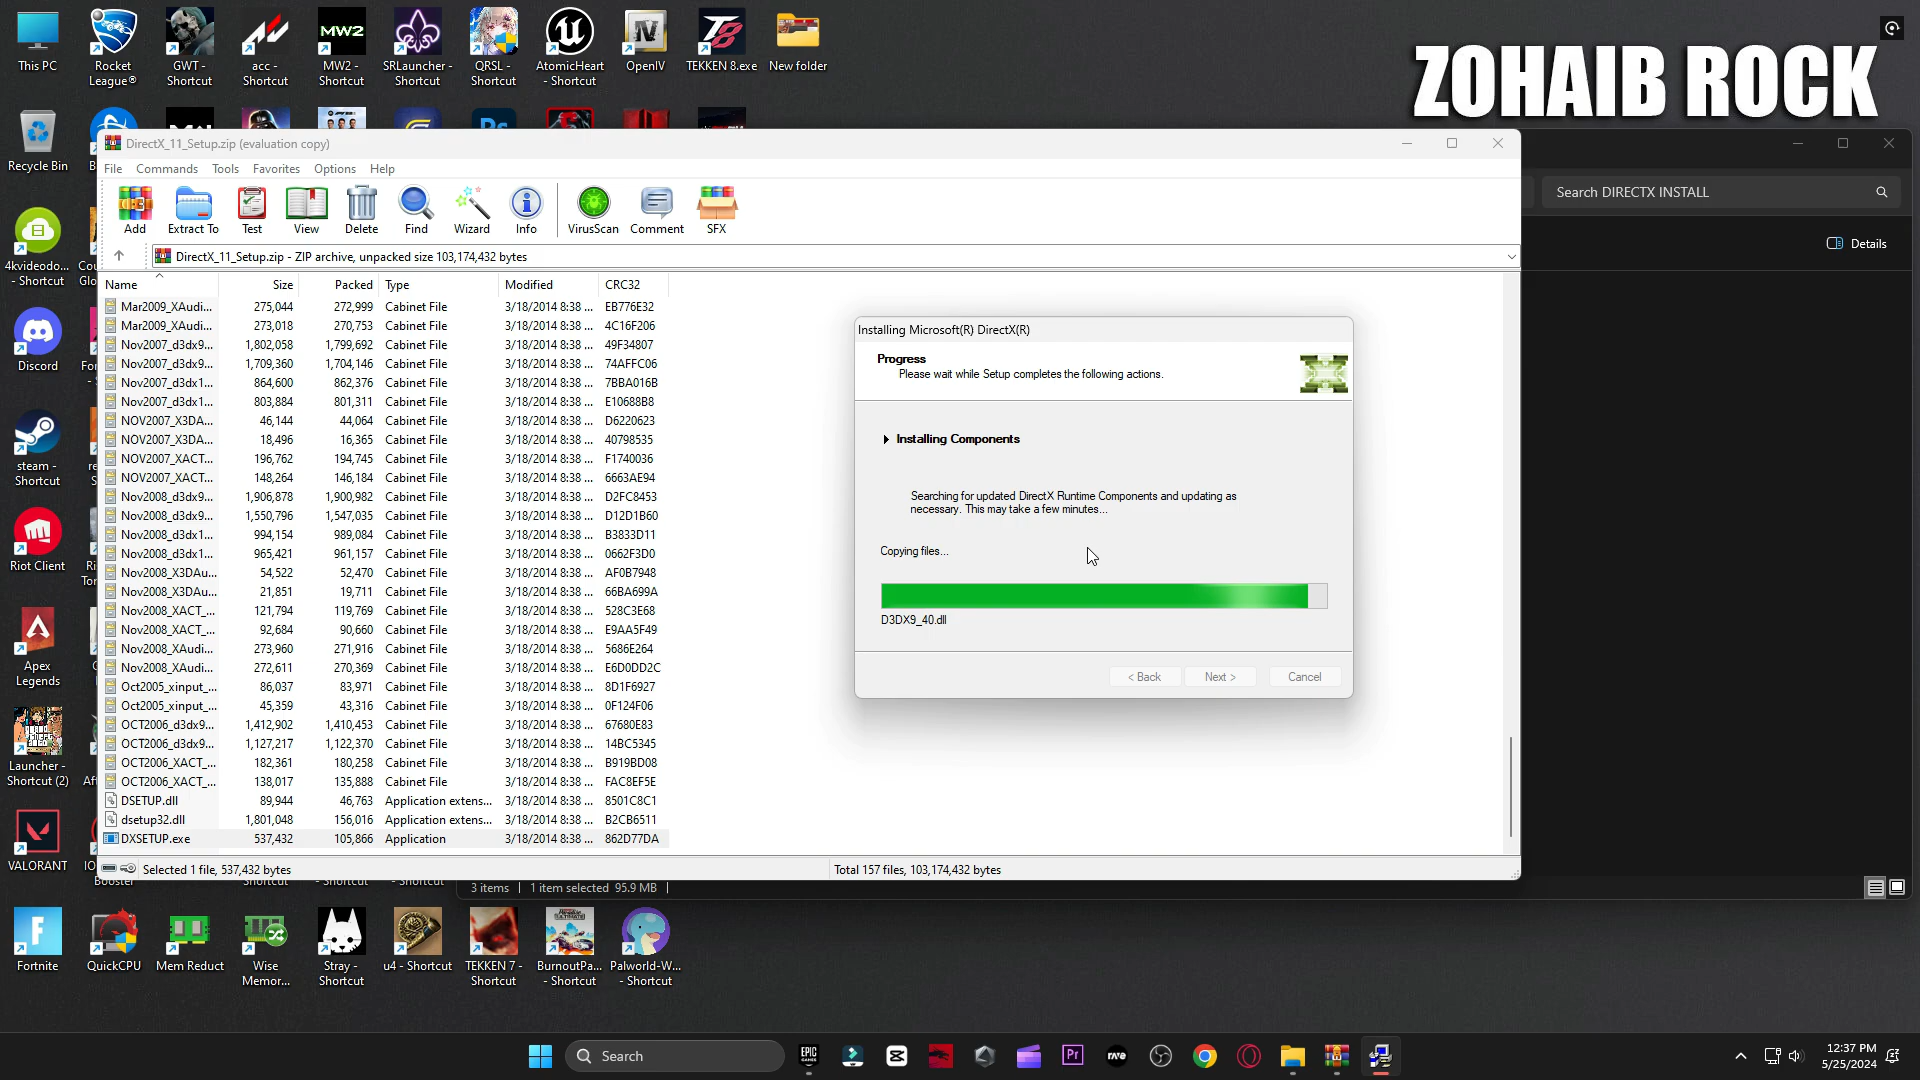 This PC
Rocket League®
GWT - Shortcut
acc - Shortcut
MW2
MW2 - Shortcut
SRLauncher - Shortcut
QRSL - Shortcut
AtomicHeart - Shortcut
OpenIV
TEKKEN 8.exe
New folder
ZOHAIB ROCK
Recycle Bin
4kvideodo... - Shortcut
Discord
steam - Shortcut
Riot Client
Apex Legends
Launcher - Shortcut (2)
VALORANT
DirectX_11_Setup.zip (evaluation copy)
File Commands Tools Favorites Options Help
Add Extract To Test View Delete Find Wizard Info VirusScan Comment SFX
DirectX_11_Setup.zip - ZIP archive, unpacked size 103,174,432 bytes
Name Size Packed Type Modified CRC32
Mar2009_XAudi... 275,044 272,999 Cabinet File 3/18/2014 8:38 ... EB776E32
Mar2009_XAudi... 273,018 270,753 Cabinet File 3/18/2014 8:38 ... 4C16F206
Nov2007_d3dx9... 1,802,058 1,799,692 Cabinet File 3/18/2014 8:38 ... 49F34807
Nov2007_d3dx9... 1,709,360 1,704,146 Cabinet File 3/18/2014 8:38 ... 74AFFC06
Nov2007_d3dx1... 864,600 862,376 Cabinet File 3/18/2014 8:38 ... 7BBA016B
Nov2007_d3dx1... 803,884 801,311 Cabinet File 3/18/2014 8:38 ... E10688B8
NOV2007_X3DA... 46,144 44,064 Cabinet File 3/18/2014 8:38 ... D6220623
NOV2007_X3DA... 18,496 16,365 Cabinet File 3/18/2014 8:38 ... 40798535
NOV2007_XACT... 196,762 194,745 Cabinet File 3/18/2014 8:38 ... F1740036
NOV2007_XACT... 148,264 146,184 Cabinet File 3/18/2014 8:38 ... 6663AE94
Nov2008_d3dx9... 1,906,878 1,900,982 Cabinet File 3/18/2014 8:38 ... D2FC8453
Nov2008_d3dx9... 1,550,796 1,547,035 Cabinet File 3/18/2014 8:38 ... D12D1B60
Nov2008_d3dx1... 994,154 989,084 Cabinet File 3/18/2014 8:38 ... B3833D11
Nov2008_d3dx1... 965,421 961,157 Cabinet File 3/18/2014 8:38 ... 0662F3D0
Nov2008_X3DAu... 54,522 52,470 Cabinet File 3/18/2014 8:38 ... AF0B7948
Nov2008_X3DAu... 21,851 19,711 Cabinet File 3/18/2014 8:38 ... 66BA699A
Nov2008_XACT_... 121,794 119,769 Cabinet File 3/18/2014 8:38 ... 528C3E68
Nov2008_XACT_... 92,684 90,660 Cabinet File 3/18/2014 8:38 ... E9AA5F49
Nov2008_XAudi... 273,960 271,916 Cabinet File 3/18/2014 8:38 ... 5686E264
Nov2008_XAudi... 272,611 270,369 Cabinet File 3/18/2014 8:38 ... E6D0DD2C
Oct2005_xinput_... 86,037 83,971 Cabinet File 3/18/2014 8:38 ... 8D1F6927
Oct2005_xinput_... 45,359 43,316 Cabinet File 3/18/2014 8:38 ... 0F124F06
OCT2006_d3dx9... 1,412,902 1,410,453 Cabinet File 3/18/2014 8:38 ... 67680E83
OCT2006_d3dx9... 1,127,217 1,122,370 Cabinet File 3/18/2014 8:38 ... 14BC5345
OCT2006_XACT_... 182,361 180,258 Cabinet File 3/18/2014 8:38 ... B919BD08
OCT2006_XACT_... 138,017 135,888 Cabinet File 3/18/2014 8:38 ... FAC8EF5E
DSETUP.dll 89,944 46,763 Application extens... 3/18/2014 8:38 ... 8501C8C1
dsetup32.dll 1,801,048 156,016 Application extens... 3/18/2014 8:38 ... B2CB6511
DXSETUP.exe 537,432 105,866 Application 3/18/2014 8:38 ... 862D77DA
Selected 1 file, 537,432 bytes
Total 157 files, 103,174,432 bytes
Installing Microsoft(R) DirectX(R)
Progress
Please wait while Setup completes the following actions.
Installing Components
Searching for updated DirectX Runtime Components and updating as
necessary. This may take a few minutes...
Copying files...
D3DX9_40.dll
< Back Next > Cancel
Search DIRECTX INSTALL
Details
3 items 1 item selected 95.9 MB
Fortnite
QuickCPU
Mem Reduct
Wise Memor...
Stray - Shortcut
u4 - Shortcut
TEKKEN 7 - Shortcut
BurnoutPa... - Shortcut
Palworld-W... - Shortcut
Search
EPIC GAMES
Pr
12:37 PM
5/25/2024